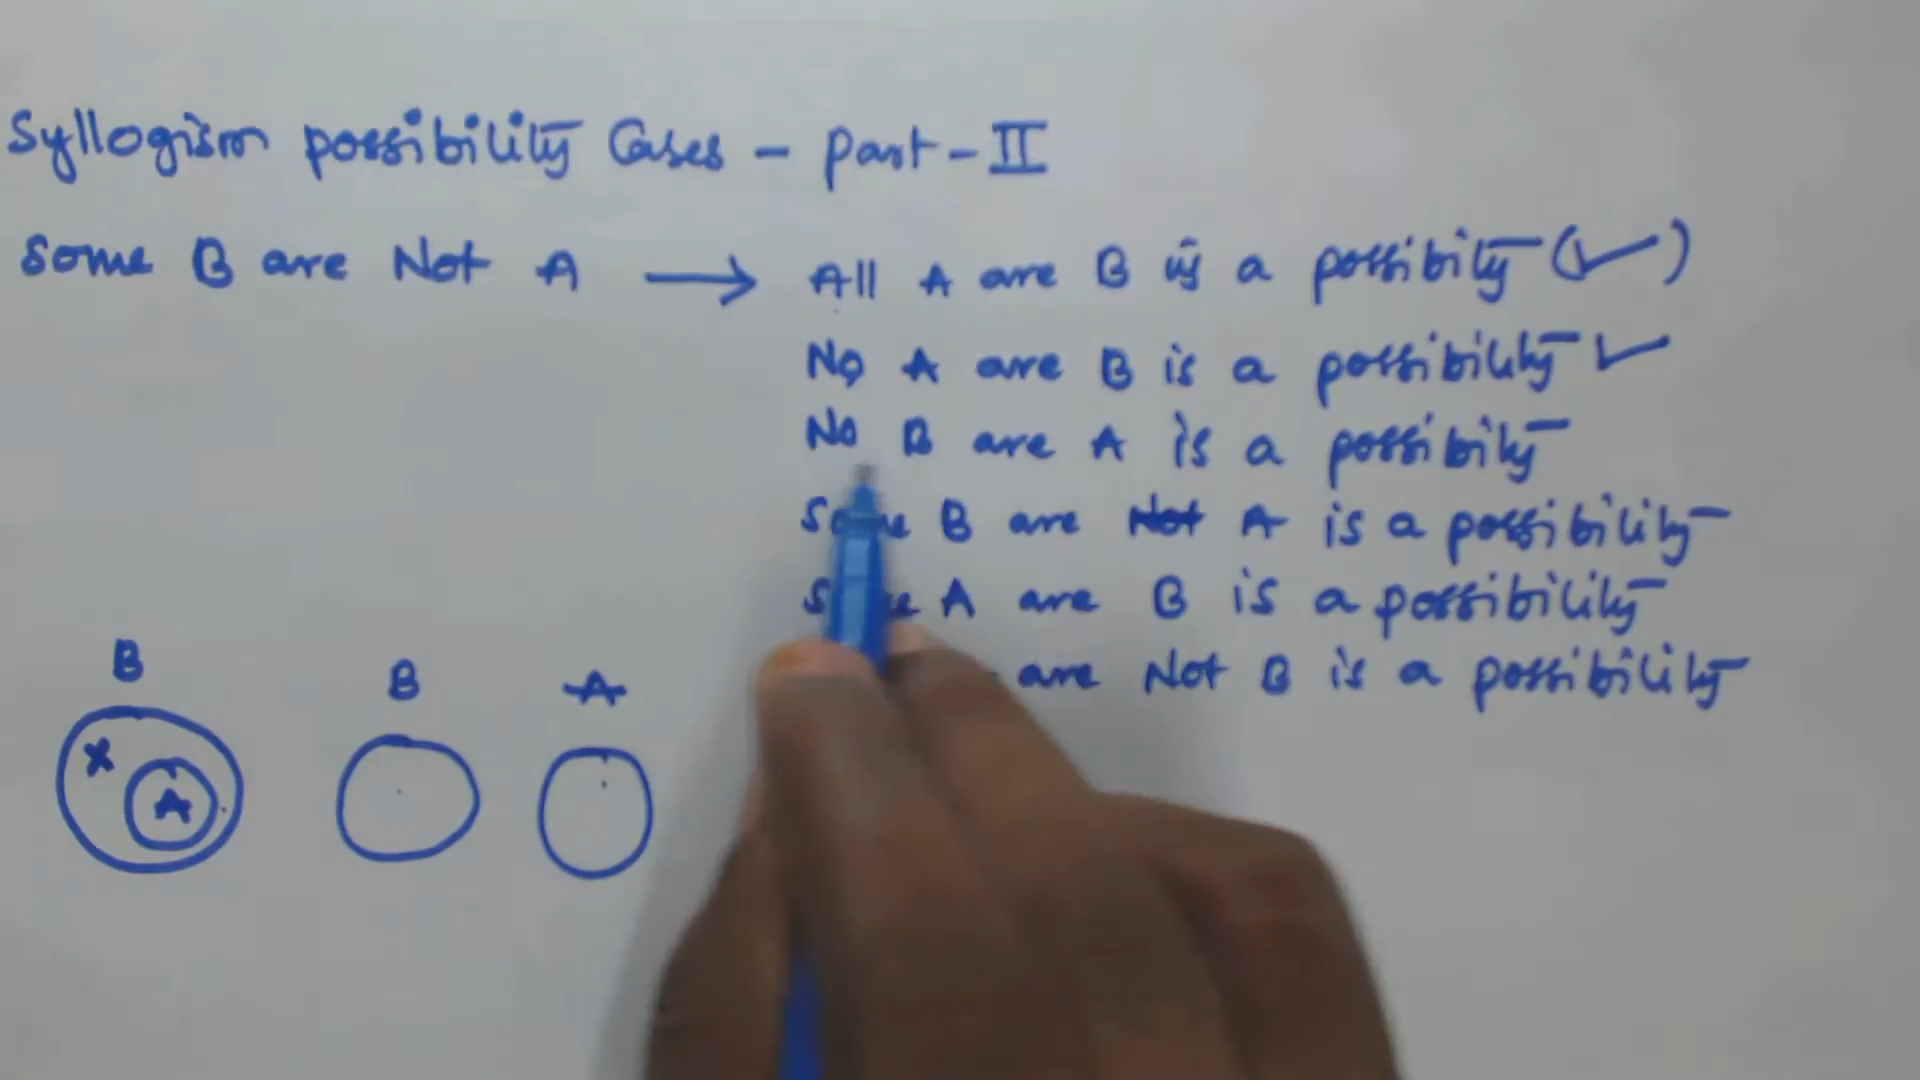 Syllogism possibility Cases - part-II
Some B are Not A → All A are B is a possibility (✓)
No A are B is a possibility ✓
No B are A is a possibility
B are A is a possibility
A are B is a possibility
are Not B is a possibility
B B A
X A